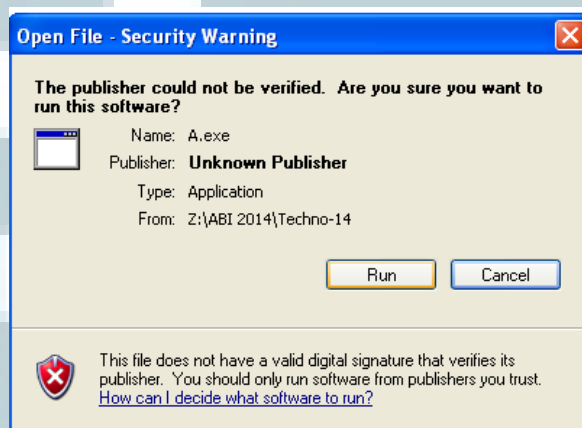 Open File - Security Warning
The publisher could not be verified.  Are you sure you want to
run this software?
Name: A.exe
Publisher: Unknown Publisher
Type: Application
From: Z:\ABI 2014\Techno-14
Run Cancel
This file does not have a valid digital signature that verifies its
publisher.  You should only run software from publishers you trust.
How can I decide what software to run?